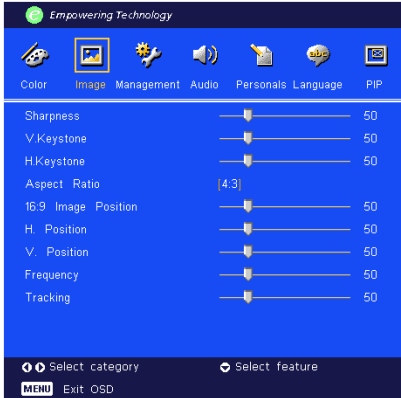 Empowering Technology
Color Image Management Audio Personals Language PIP
Sharpness 50
V.Keystone 50
H.Keystone 50
Aspect Ratio [4:3]
16:9 Image Position 50
H. Position 50
V. Position 50
Frequency 50
Tracking 50
Select category Select feature
MENU Exit OSD